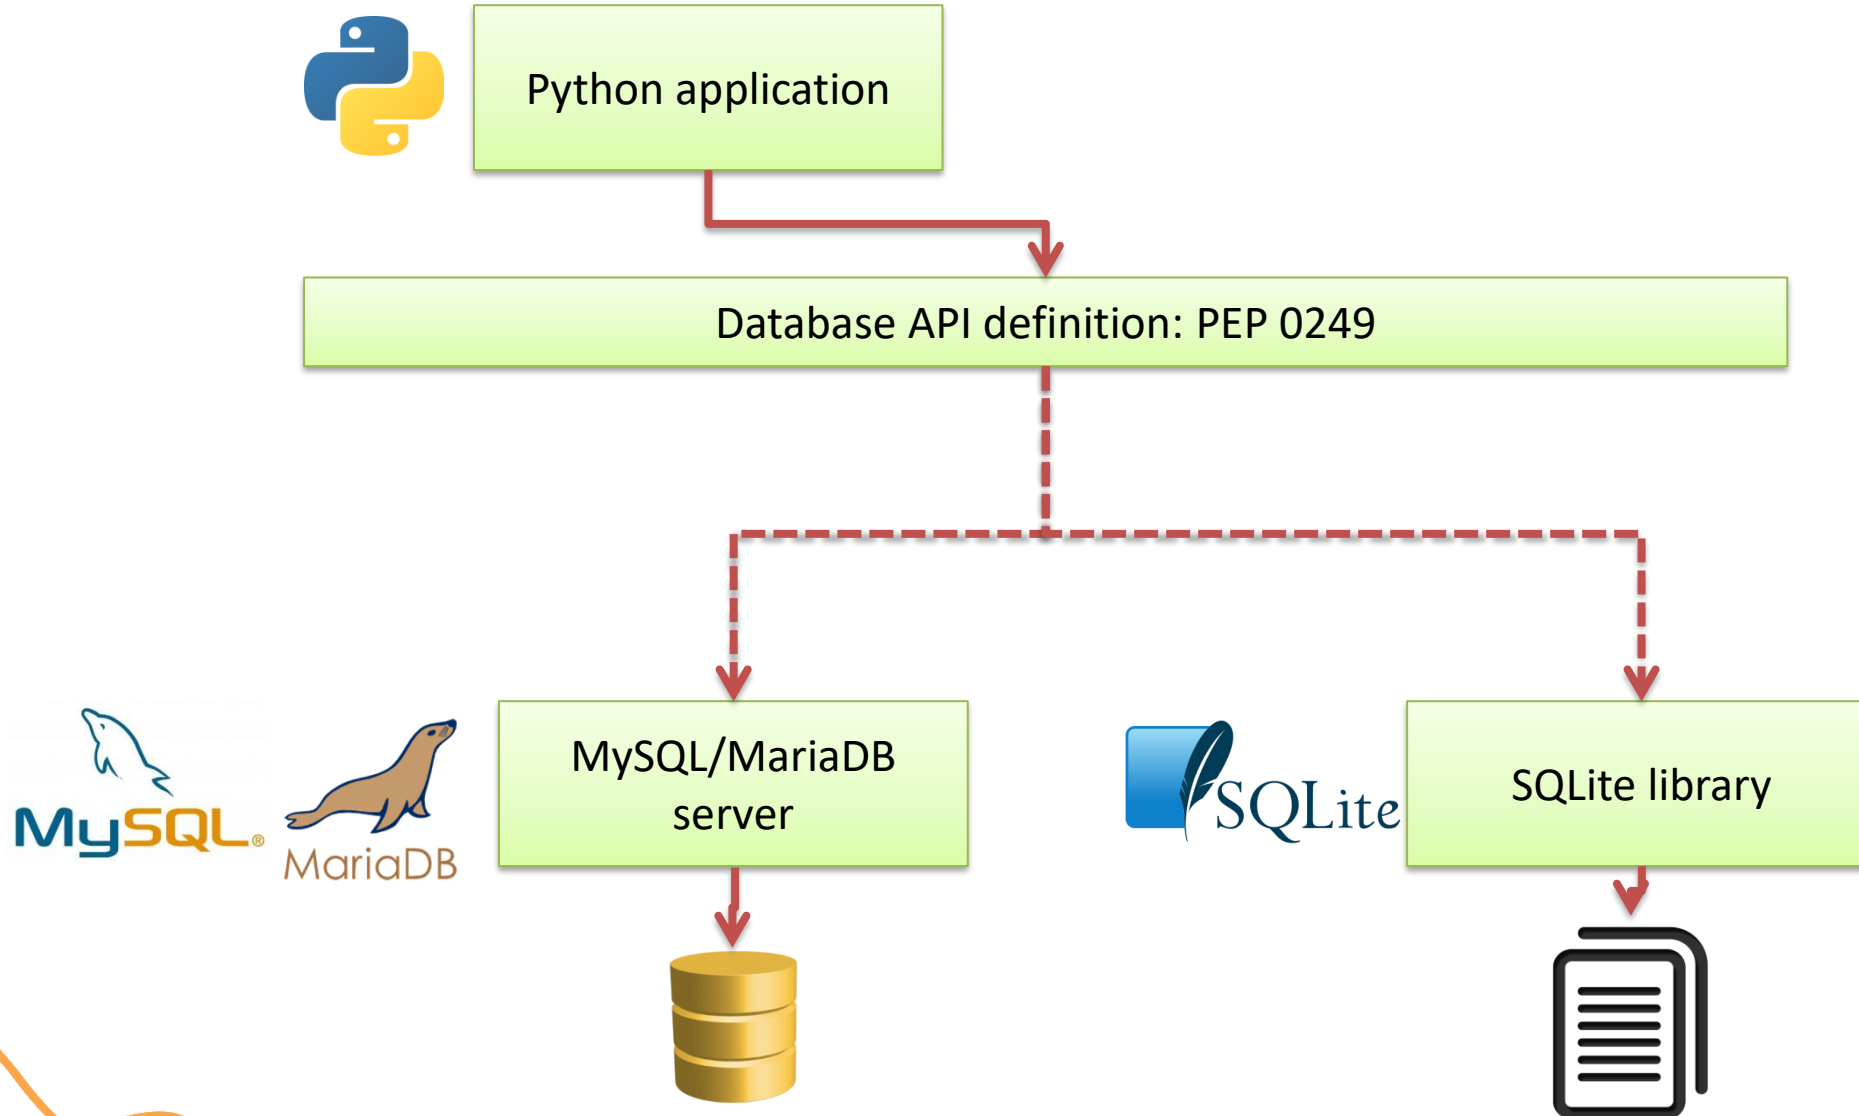 Python application
Database API definition: PEP 0249
MySQL®
MariaDB
MySQL/MariaDB
server
SQLite
SQLite library